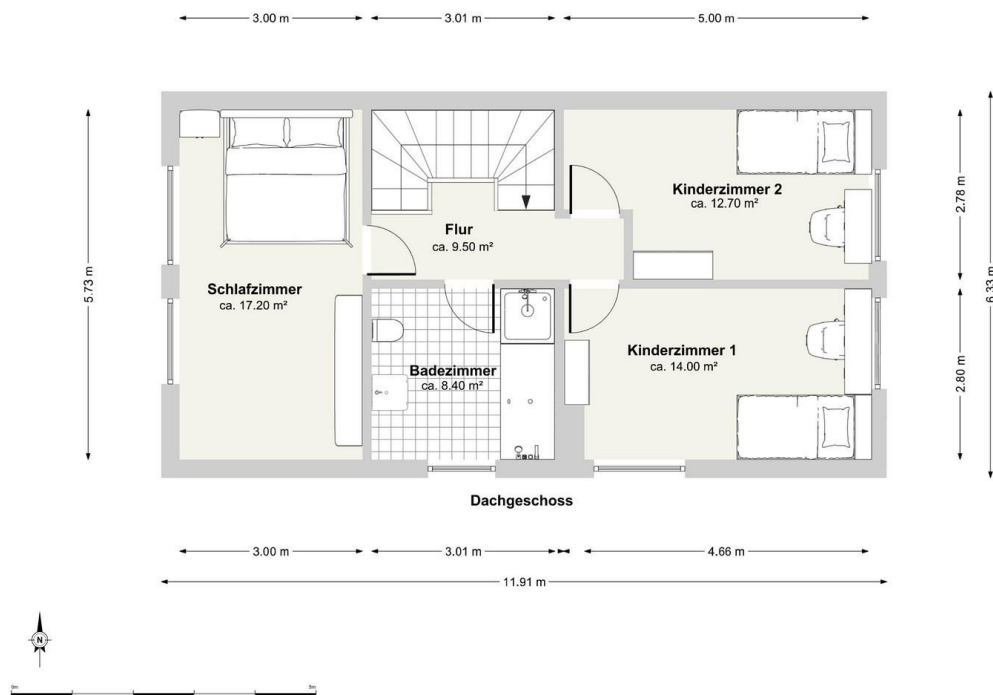 3.00 m
3.01 m
5.00 m
5.73 m
2.78 m
6.33 m
2.80 m
Kinderzimmer 2
ca. 12.70 m²
Flur
ca. 9.50 m²
Schlafzimmer
ca. 17.20 m²
Kinderzimmer 1
ca. 14.00 m²
Badezimmer
ca. 8.40 m²
Dachgeschoss
3.00 m
3.01 m
4.66 m
11.91 m
N
0m
5m